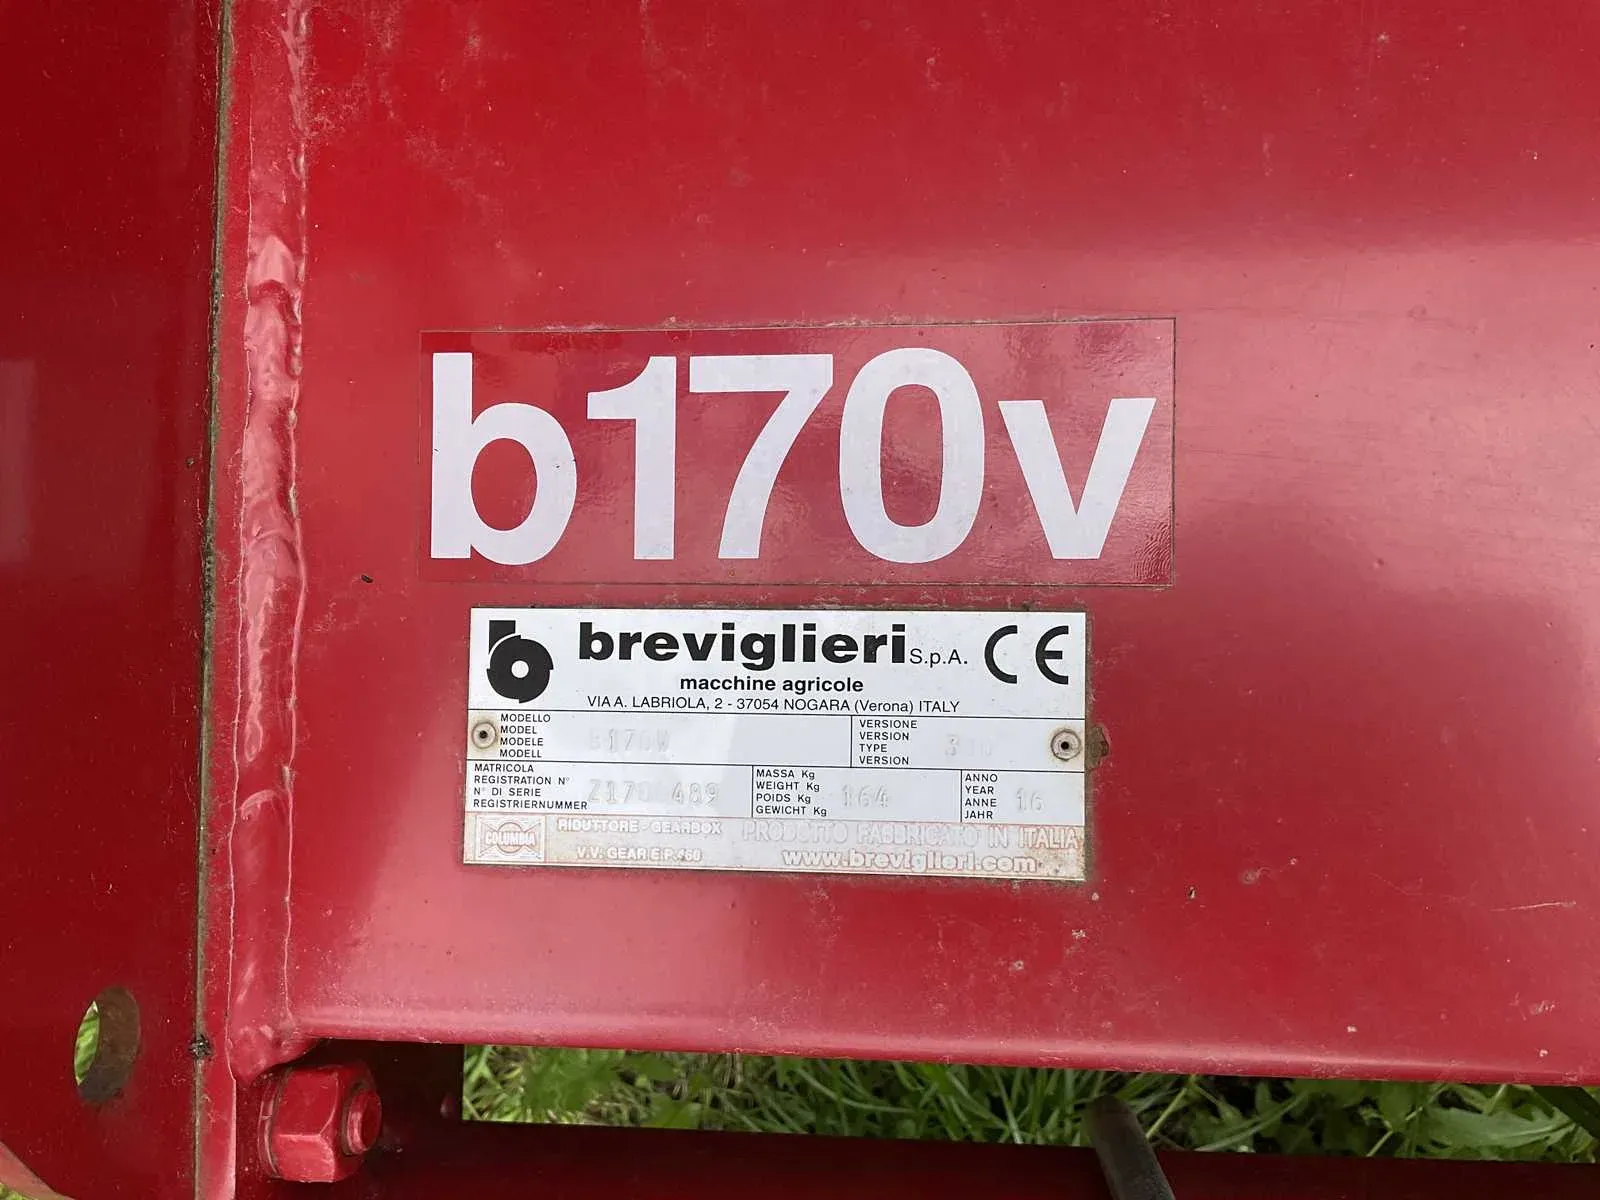 b170v
breviglieri S.p.A. CE
macchine agricole
VIA A. LABRIOLA, 2 - 37054 NOGARA (Verona) ITALY
MODELLO
MODEL
MODELE
MODELL
VERSIONE
VERSION
TYPE
VERSION
MATRICOLA
REGISTRATION N°
N° DI SERIE
REGISTRIERNUMMER
MASSA Kg
WEIGHT Kg
POIDS Kg
GEWICHT Kg
164
ANNO
YEAR
ANNE
JAHR
16
COLUMBIA
RIDUTTORE - GEARBOX
V.V. GEAR E.P.460
PRODOTTO FABBRICATO IN ITALIA
www.breviglieri.com